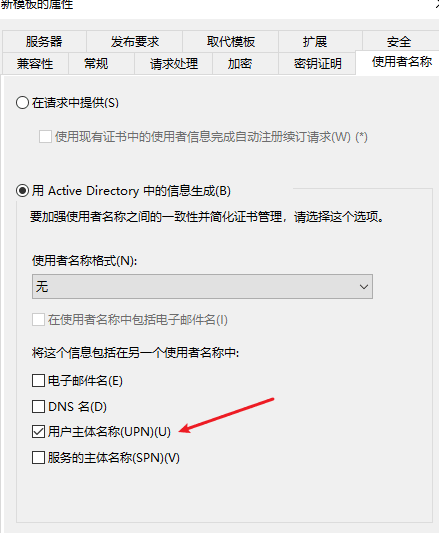 新模板的属性
服务器 发布要求 取代模板 扩展 安全
兼容性 常规 请求处理 加密 密钥证明 使用者名称
在请求中提供(S)
使用现有证书中的使用者信息完成自动注册续订请求(W) (*)
用 Active Directory 中的信息生成(B)
要加强使用者名称之间的一致性并简化证书管理，请选择这个选项。
使用者名称格式(N):
无
在使用者名称中包括电子邮件名(I)
将这个信息包括在另一个使用者名称中:
电子邮件名(E)
DNS 名(D)
用户主体名称(UPN)(U)
服务的主体名称(SPN)(V)